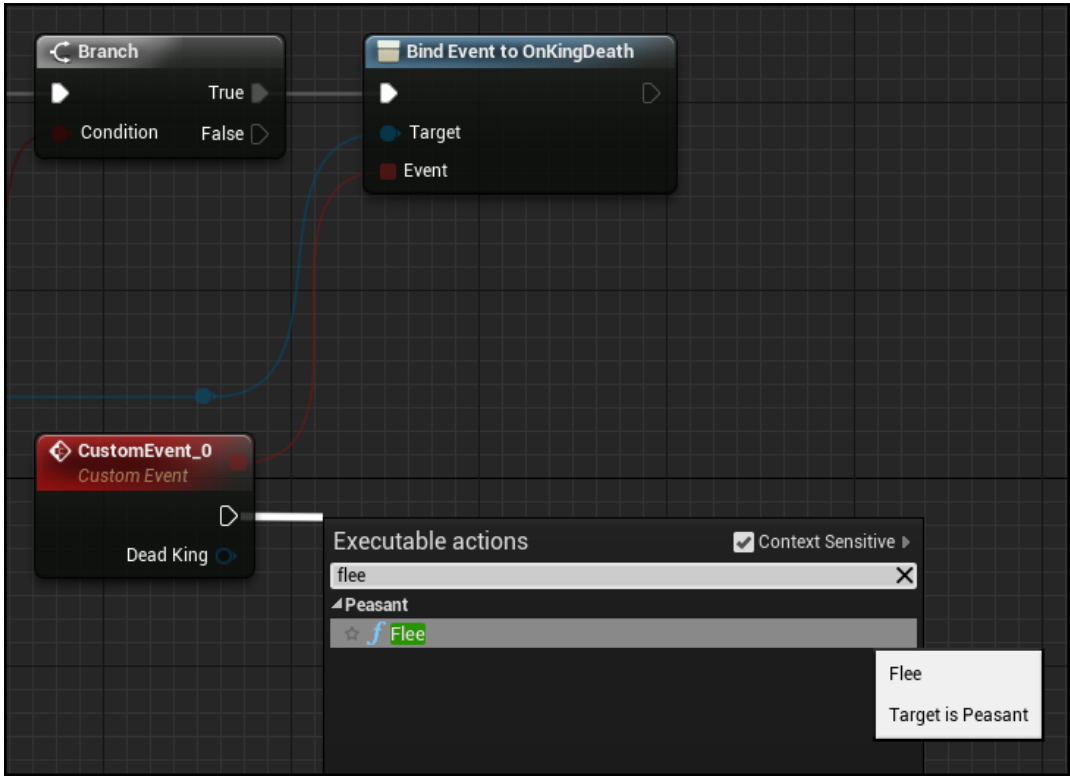 Branch
True
Condition
False
Bind Event to OnKingDeath
Target
Event
CustomEvent_0
Custom Event
Dead King
Executable actions
Context Sensitive
flee
Peasant
f Flee
Flee
Target is Peasant